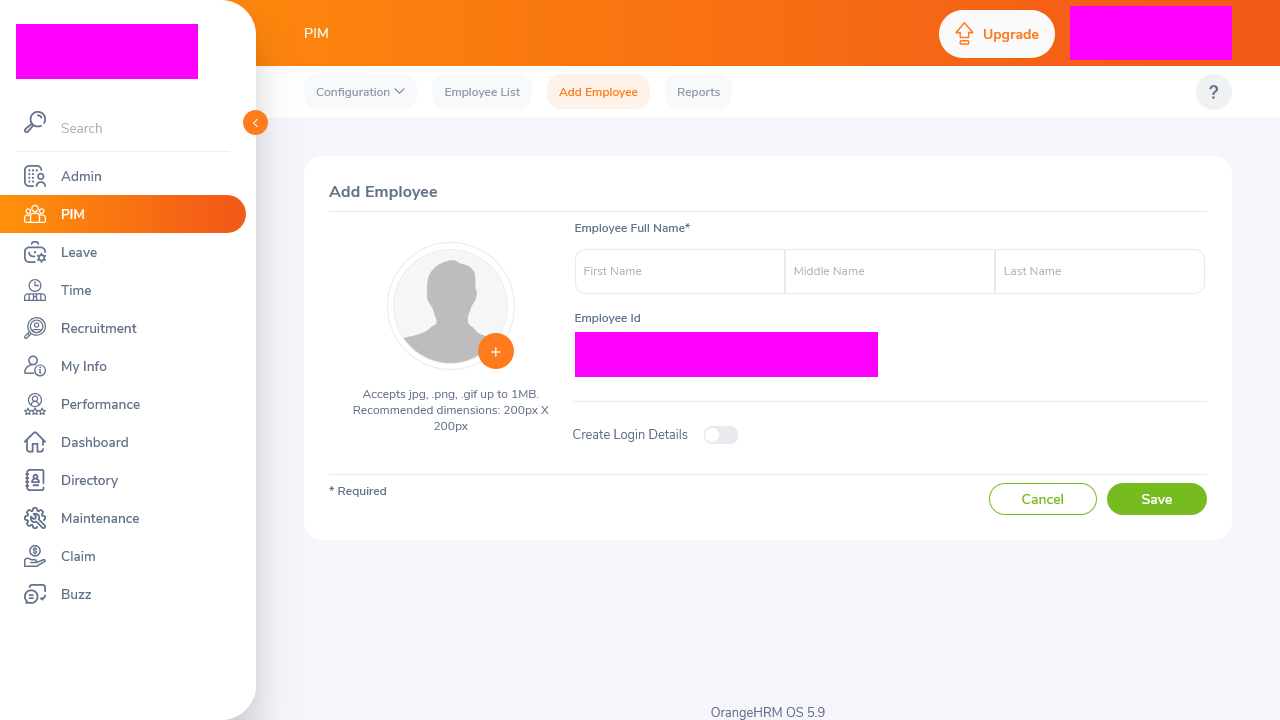 PIM
Upgrade
Configuration
Employee List
Add Employee
Reports
?
Search
Admin
PIM
Leave
Time
Recruitment
My Info
Performance
Dashboard
Directory
Maintenance
Claim
Buzz
Add Employee
Employee Full Name*
First Name
Middle Name
Last Name
Employee Id
Accepts jpg, .png, .gif up to 1MB.
Recommended dimensions: 200px X
200px
Create Login Details
* Required
Cancel
Save
OrangeHRM OS 5.9